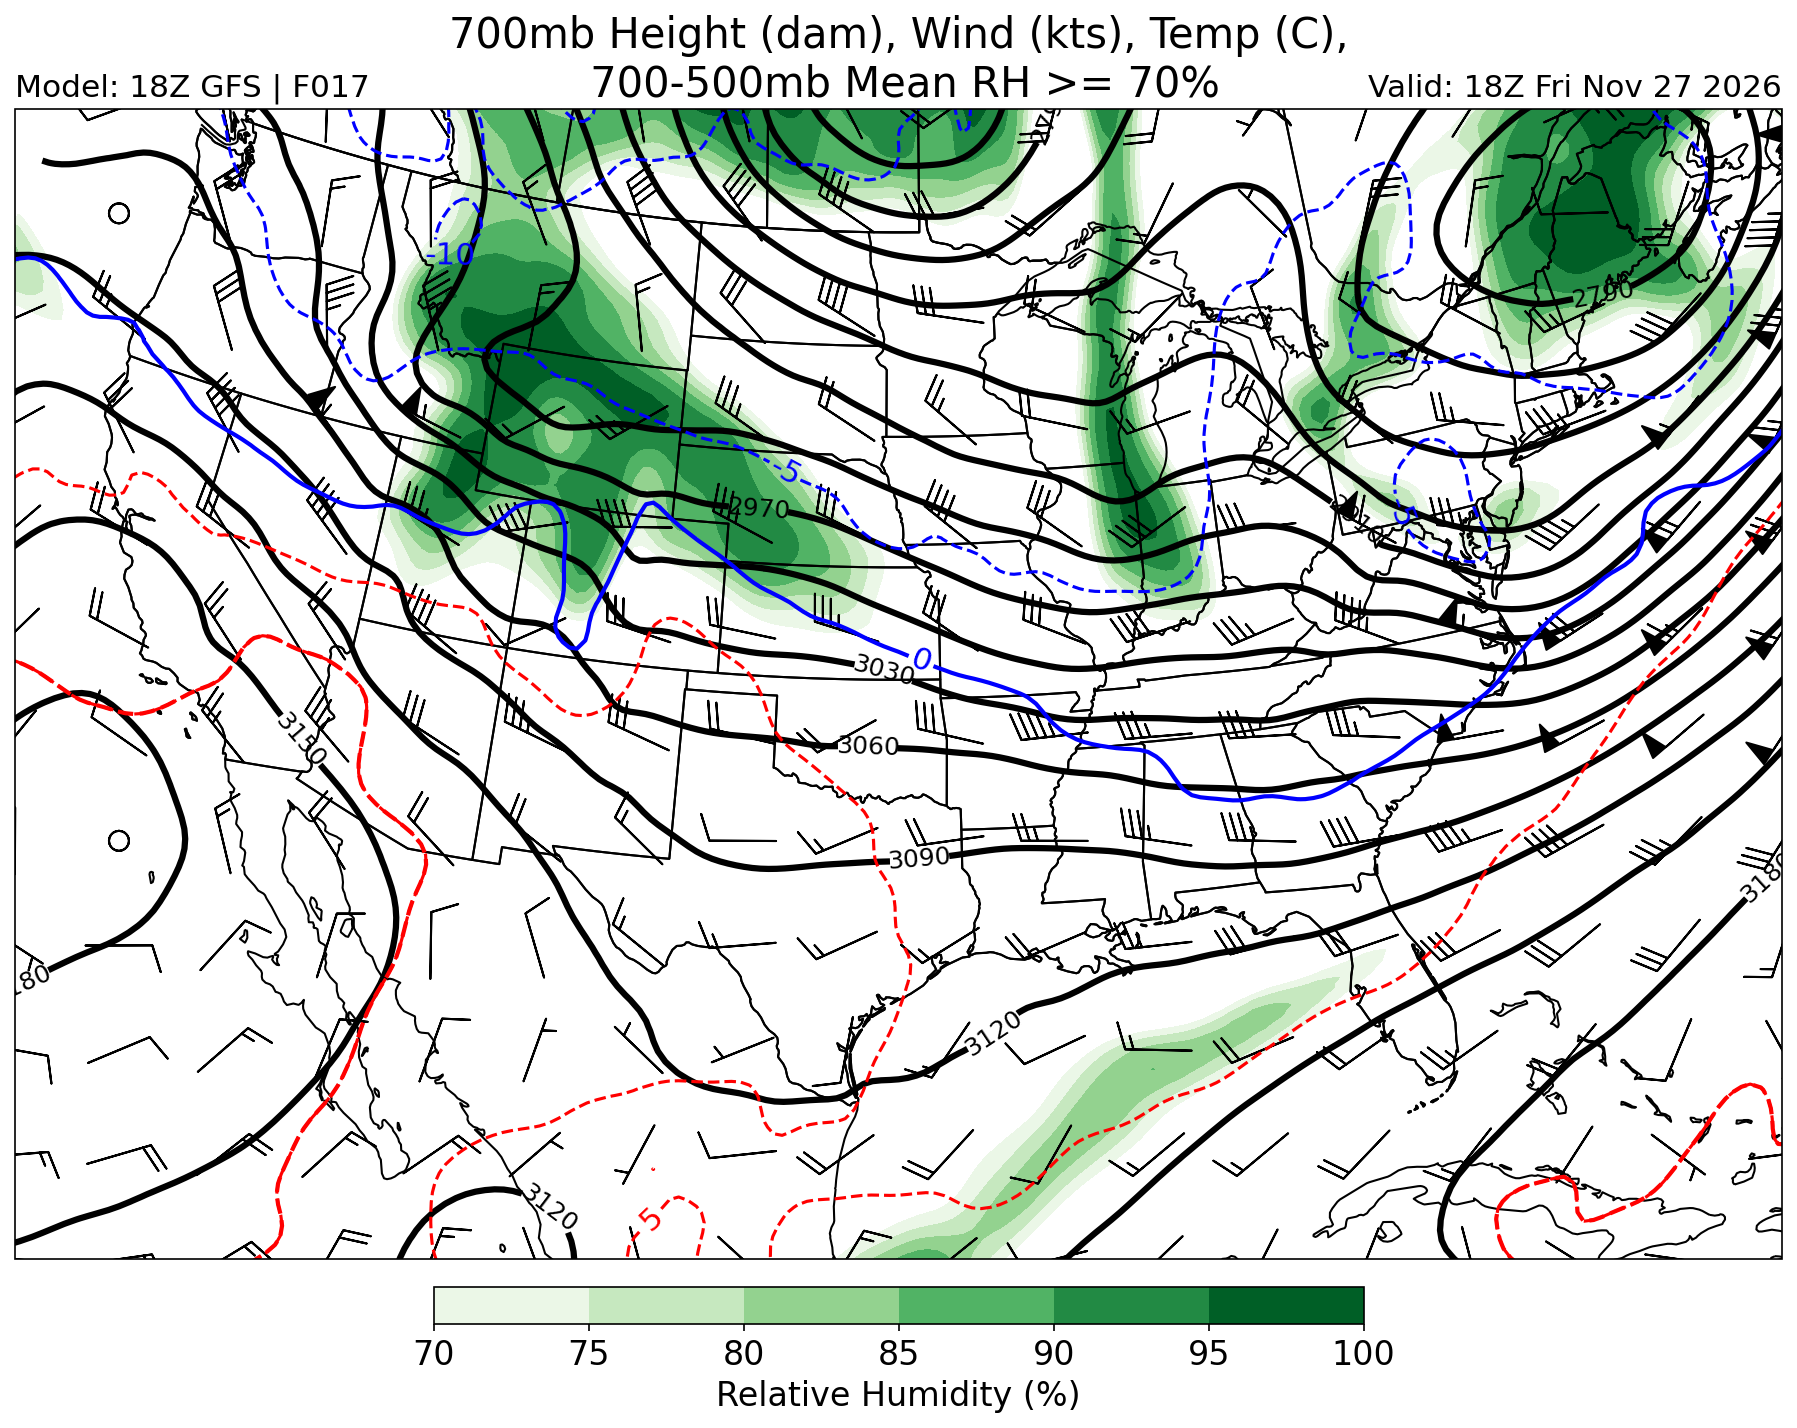 700mb Height (dam), Wind (kts), Temp (C),
Model: 18Z GFS | F017
700-500mb Mean RH >= 70%
Valid: 18Z Fri Nov 27 2026
-10
2790
-5
2970
0
3030
3060
3150
3090
3180
3120
3120
5
70 75 80 85 90 95 100
Relative Humidity (%)